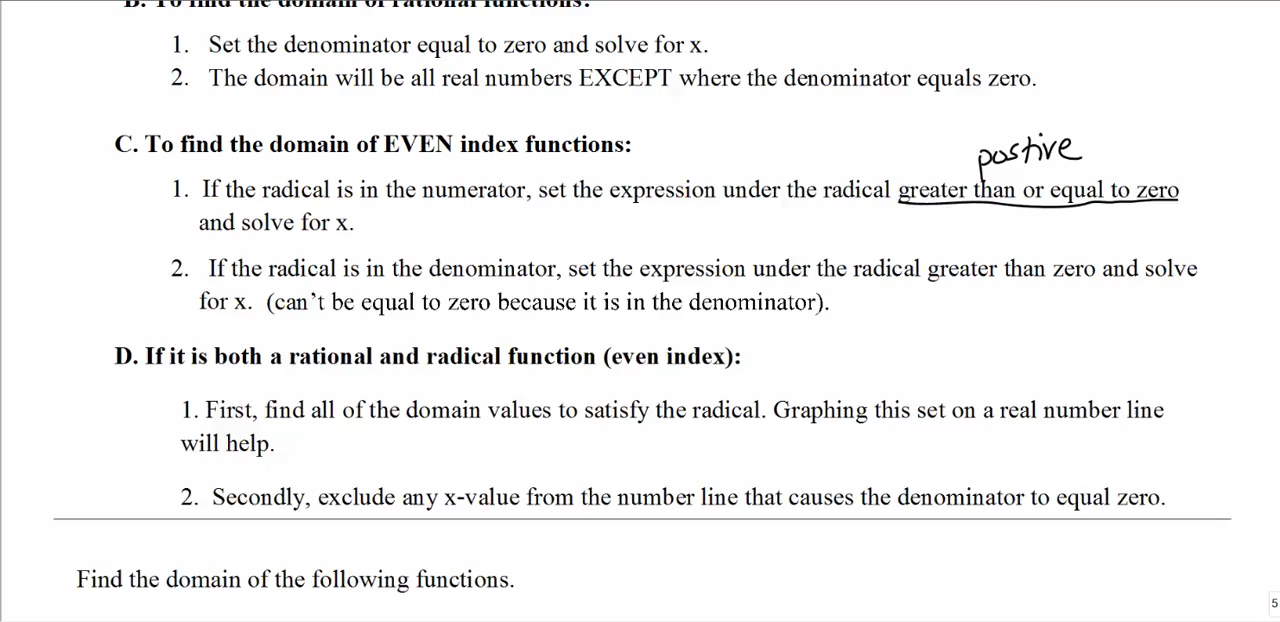 B. To find the domain of rational functions:
1. Set the denominator equal to zero and solve for x.
2. The domain will be all real numbers EXCEPT where the denominator equals zero.
C. To find the domain of EVEN index functions:
postive
1. If the radical is in the numerator, set the expression under the radical greater than or equal to zero
and solve for x.
2. If the radical is in the denominator, set the expression under the radical greater than zero and solve
for x. (can't be equal to zero because it is in the denominator).
D. If it is both a rational and radical function (even index):
1. First, find all of the domain values to satisfy the radical. Graphing this set on a real number line
will help.
2. Secondly, exclude any x-value from the number line that causes the denominator to equal zero.
Find the domain of the following functions.
5